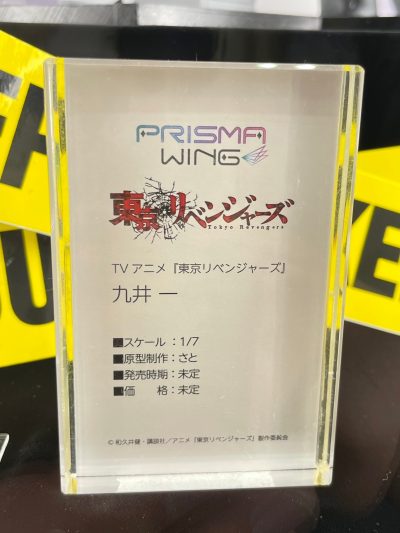 PRISMA
WING
東京リベンジャーズ
Tokyo Revengers
TVアニメ『東京リベンジャーズ』
九井 一
■スケール：1/7
■原型制作：さと
■発売時期：未定
■価　　格：未定
© 和久井健・講談社／アニメ『東京リベンジャーズ』製作委員会